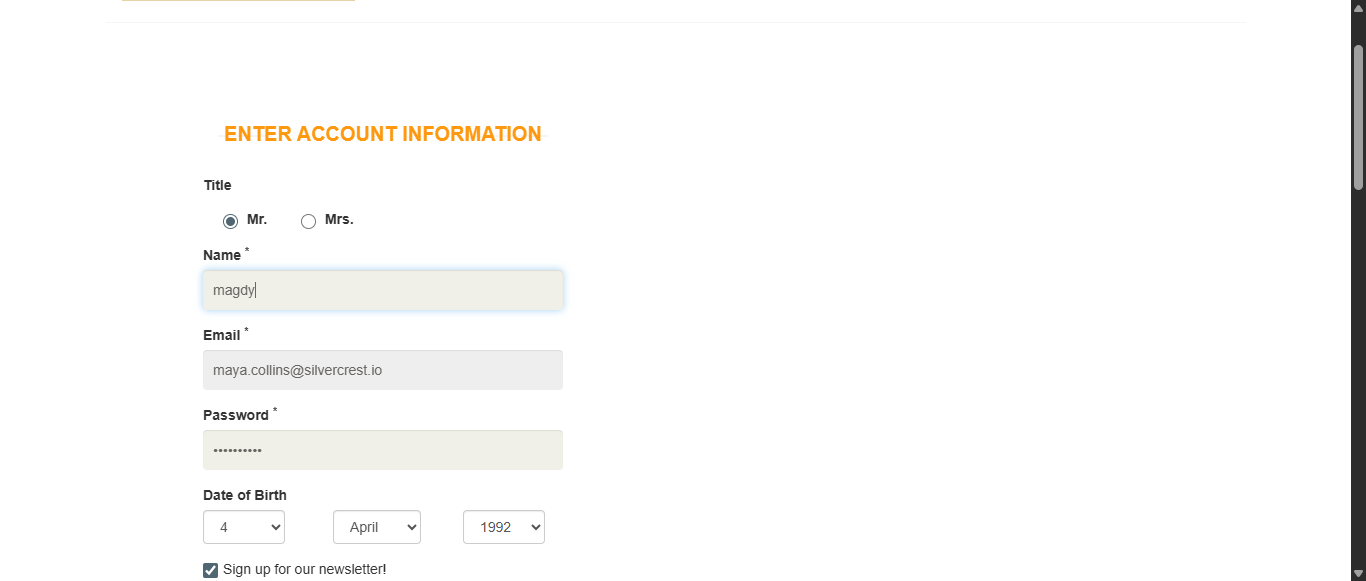 ENTER ACCOUNT INFORMATION
Title
Mr. Mrs.
Name *
magdy
Email *
maya.collins@silvercrest.io
Password *
••••••••••
Date of Birth
4 April 1992
Sign up for our newsletter!